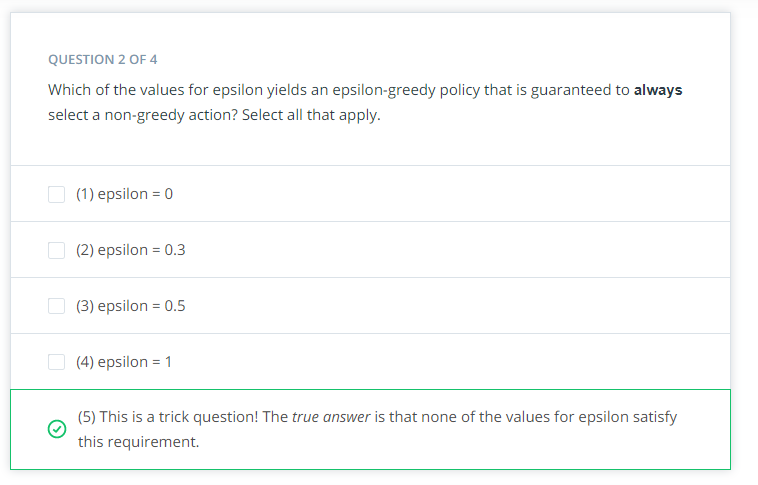 QUESTION 2 OF 4
Which of the values for epsilon yields an epsilon-greedy policy that is guaranteed to always
select a non-greedy action? Select all that apply.
(1) epsilon = 0
(2) epsilon = 0.3
(3) epsilon = 0.5
(4) epsilon = 1
(5) This is a trick question! The true answer is that none of the values for epsilon satisfy
this requirement.